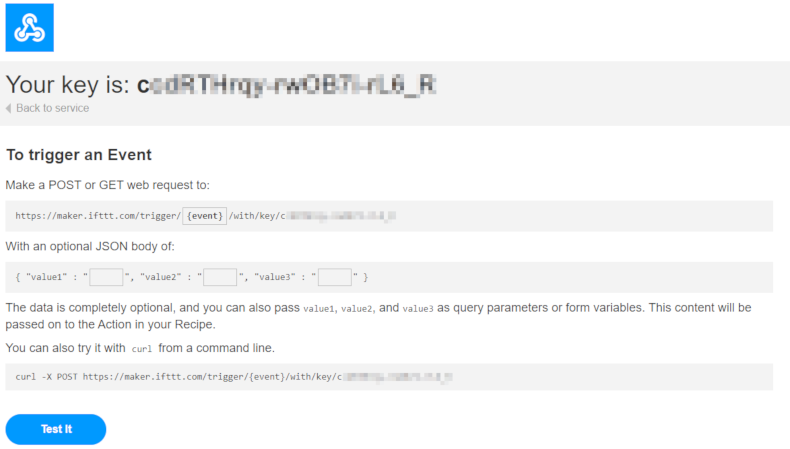 Your key is: c
Back to service
To trigger an Event
Make a POST or GET web request to:
https://maker.ifttt.com/trigger/ {event} /with/key/c
With an optional JSON body of:
{ "value1" : " ", "value2" : " ", "value3" : " " }
The data is completely optional, and you can also pass value1, value2, and value3 as query parameters or form variables. This content will be
passed on to the Action in your Recipe.
You can also try it with curl from a command line.
curl -X POST https://maker.ifttt.com/trigger/{event}/with/key/c
Test It